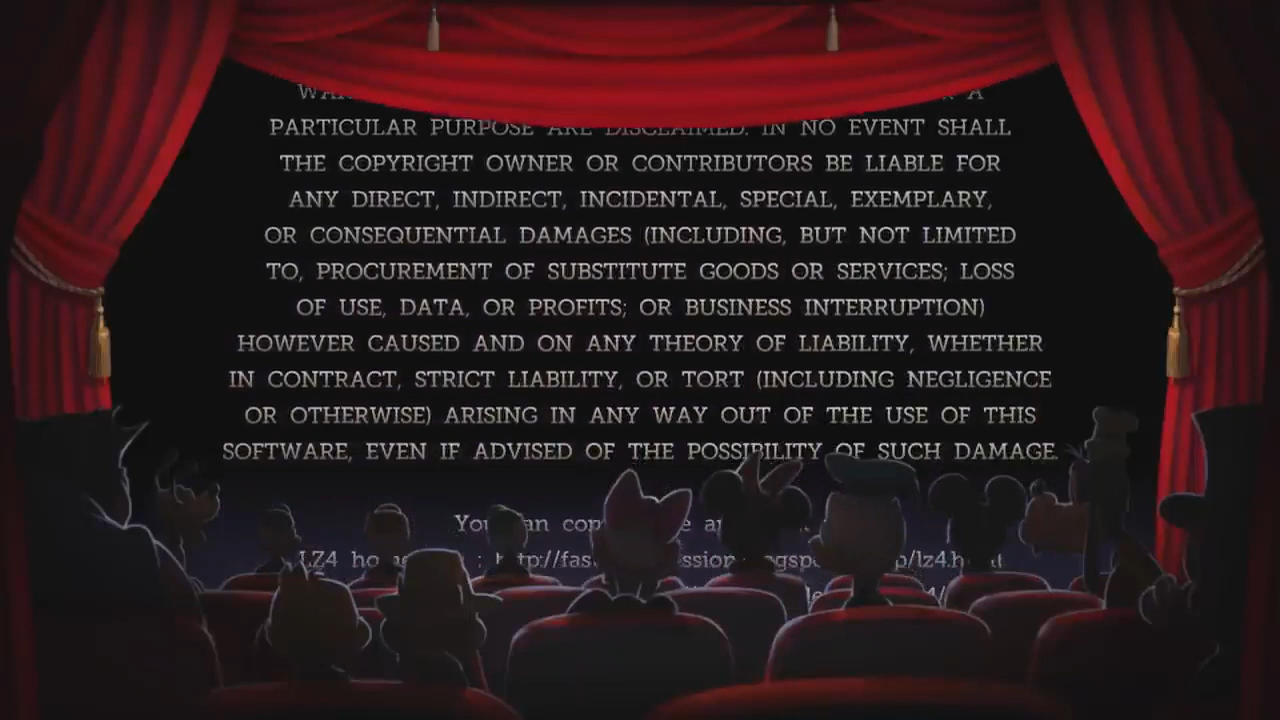 A
PARTICULAR PURPOSE ARE DISCLAIMED. IN NO EVENT SHALL
THE COPYRIGHT OWNER OR CONTRIBUTORS BE LIABLE FOR
ANY DIRECT, INDIRECT, INCIDENTAL, SPECIAL, EXEMPLARY,
OR CONSEQUENTIAL DAMAGES (INCLUDING, BUT NOT LIMITED
TO, PROCUREMENT OF SUBSTITUTE GOODS OR SERVICES; LOSS
OF USE, DATA, OR PROFITS; OR BUSINESS INTERRUPTION)
HOWEVER CAUSED AND ON ANY THEORY OF LIABILITY, WHETHER
IN CONTRACT, STRICT LIABILITY, OR TORT (INCLUDING NEGLIGENCE
OR OTHERWISE) ARISING IN ANY WAY OUT OF THE USE OF THIS
SOFTWARE, EVEN IF ADVISED OF THE POSSIBILITY OF SUCH DAMAGE.
You
LZ4 :